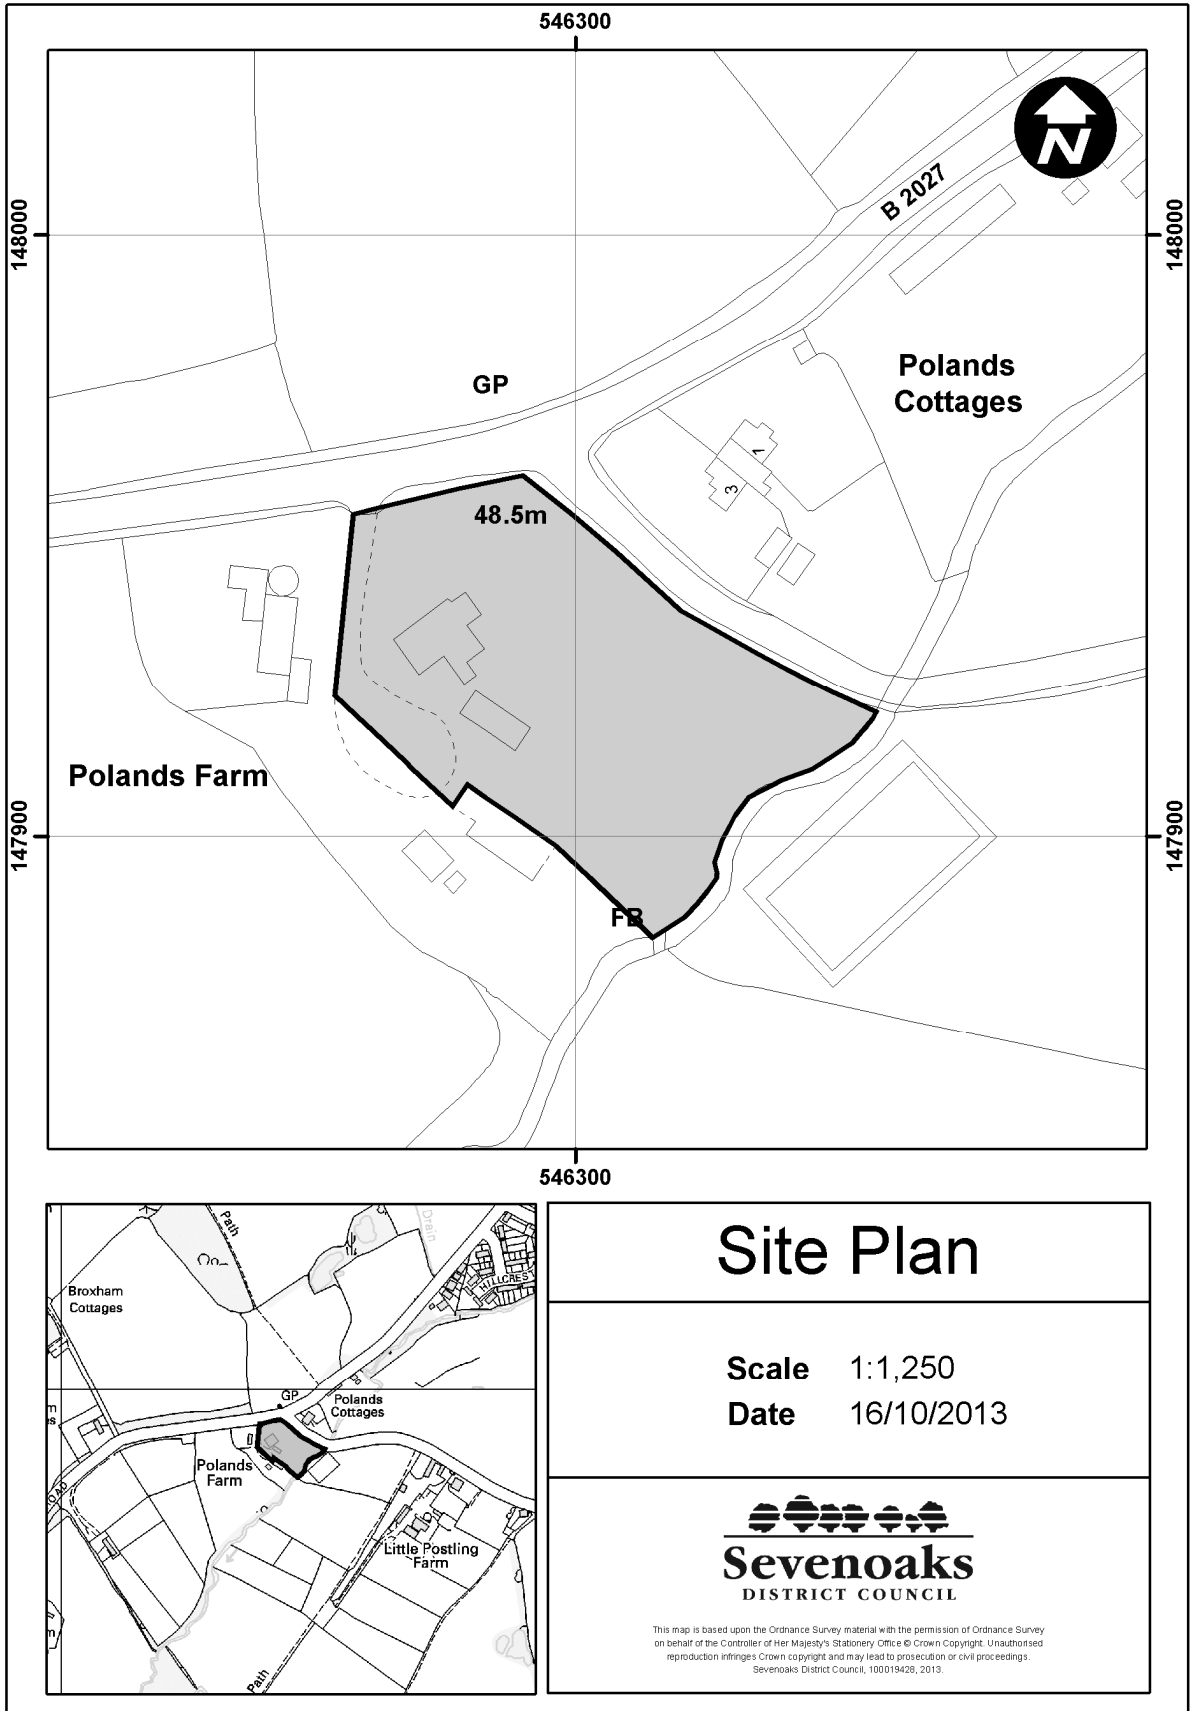 546300
148000
148000
B 2027
GP
Polands
Cottages
1
3
48.5m
Polands Farm
147900
147900
FB
546300
N
Path
Drain
Broxham
Cottages
HILLCREST
GP
Polands
Cottages
Polands
Farm
Little Postling
Farm
Path
Site Plan
Scale 1:1,250
Date 16/10/2013
Sevenoaks
DISTRICT COUNCIL
This map is based upon the Ordnance Survey material with the permission of Ordnance Survey
on behalf of the Controller of Her Majesty's Stationery Office © Crown Copyright. Unauthorised
reproduction infringes Crown copyright and may lead to prosecution or civil proceedings.
Sevenoaks District Council, 100019428, 2013.